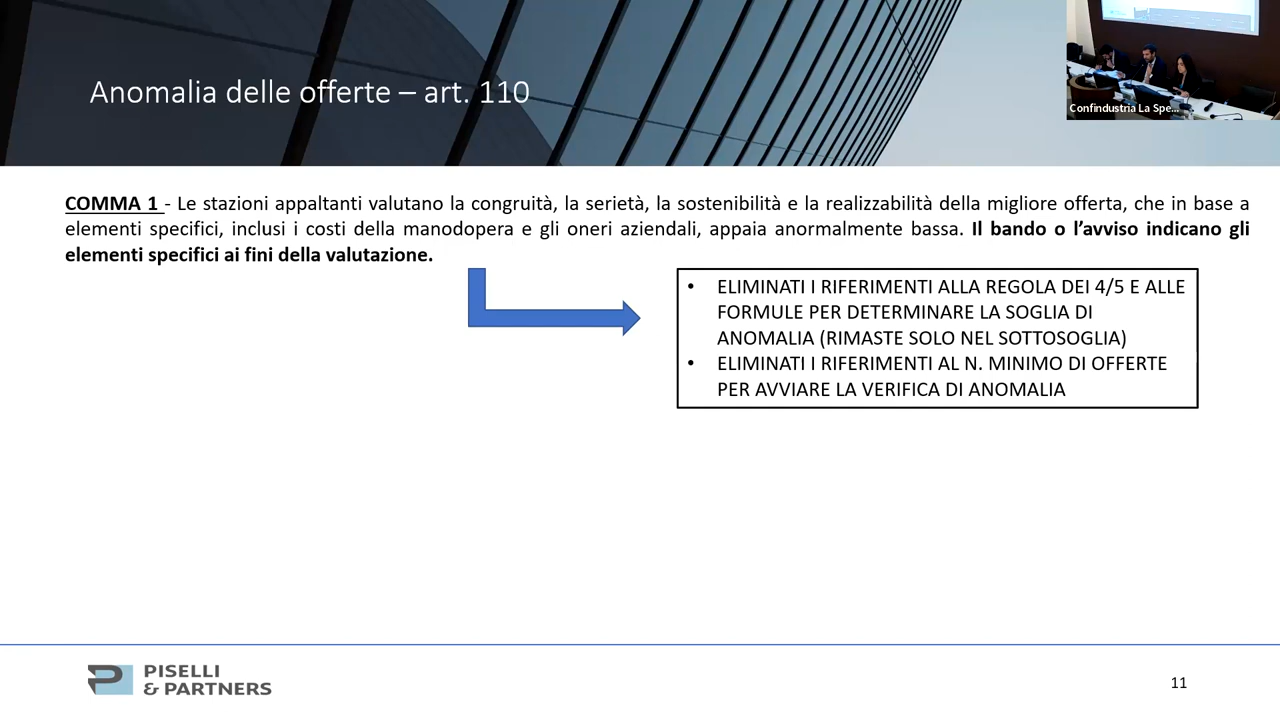 Anomalia delle offerte – art. 110
Confindustria La Spe...
COMMA 1 - Le stazioni appaltanti valutano la congruità, la serietà, la sostenibilità e la realizzabilità della migliore offerta, che in base a
elementi specifici, inclusi i costi della manodopera e gli oneri aziendali, appaia anormalmente bassa. Il bando o l’avviso indicano gli
elementi specifici ai fini della valutazione.
• ELIMINATI I RIFERIMENTI ALLA REGOLA DEI 4/5 E ALLE
FORMULE PER DETERMINARE LA SOGLIA DI
ANOMALIA (RIMASTE SOLO NEL SOTTOSOGLIA)
• ELIMINATI I RIFERIMENTI AL N. MINIMO DI OFFERTE
PER AVVIARE LA VERIFICA DI ANOMALIA
PISELLI
& PARTNERS
11